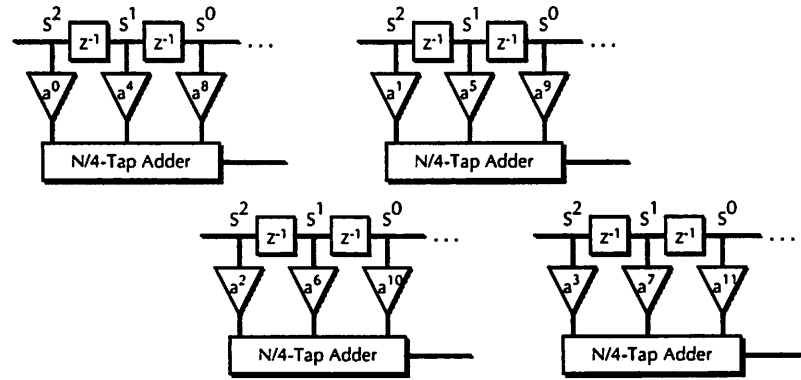 S² S¹ S⁰ S² S¹ S⁰
z⁻¹ z⁻¹ ... z⁻¹ z⁻¹ ...
a⁰ a⁴ a⁸ a¹ a⁵ a⁹
N/4-Tap Adder N/4-Tap Adder
S² S¹ S⁰ S² S¹ S⁰
z⁻¹ z⁻¹ ... z⁻¹ z⁻¹ ...
a² a⁶ a¹⁰ a³ a⁷ a¹¹
N/4-Tap Adder N/4-Tap Adder